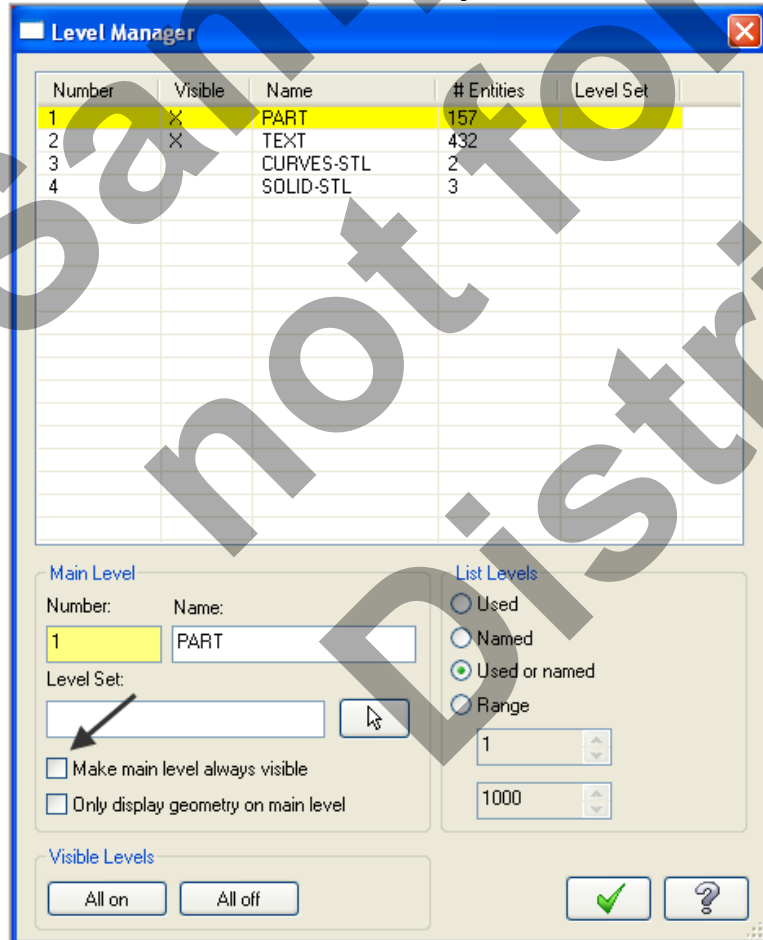 Level Manager
Number Visible Name # Entities Level Set
1 X PART 157
2 X TEXT 432
3 CURVES-STL 2
4 SOLID-STL 3
Main Level
Number: Name:
1 PART
Level Set:
Make main level always visible
Only display geometry on main level
List Levels
Used
Named
Used or named
Range
1
1000
Visible Levels
All on All off
not fo
Distri